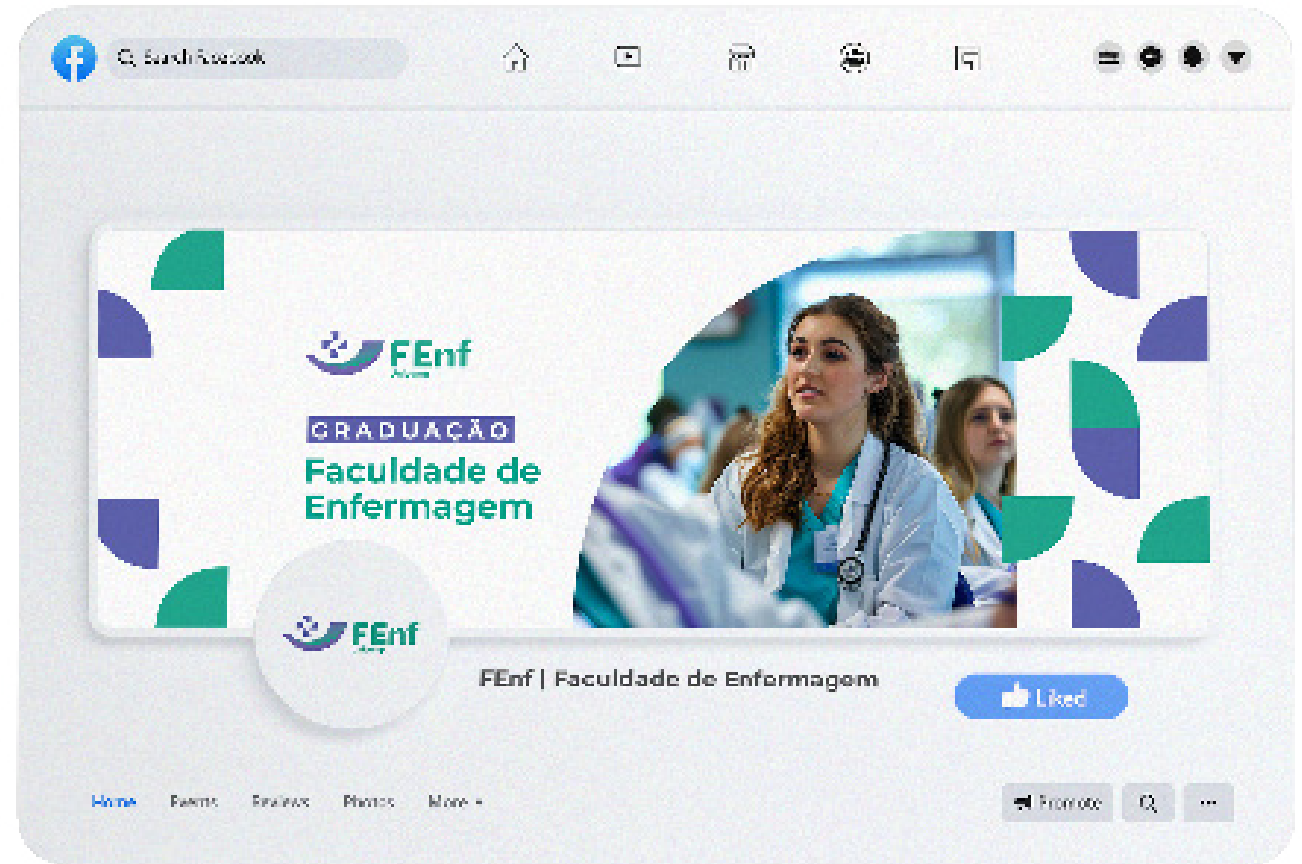 Search Facebook
FEnf
GRADUAÇÃO
Faculdade de
Enfermagem
FEnf
FEnf | Faculdade de Enfermagem
Liked
Home Events Reviews Photos More
Promote